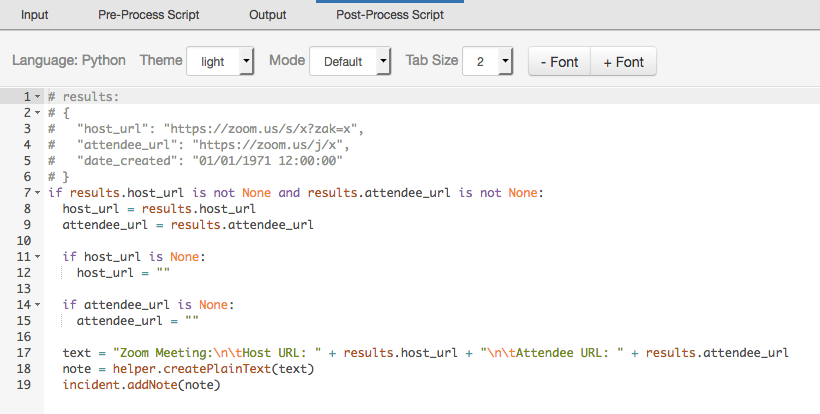 Input Pre-Process Script Output Post-Process Script
Language: Python Theme light Mode Default Tab Size 2 - Font + Font
1 # results:
2 # {
3 #   "host_url": "https://zoom.us/s/x?zak=x",
4 #   "attendee_url": "https://zoom.us/j/x",
5 #   "date_created": "01/01/1971 12:00:00"
6 # }
7 if results.host_url is not None and results.attendee_url is not None:
8   host_url = results.host_url
9   attendee_url = results.attendee_url
10
11   if host_url is None:
12     host_url = ""
13
14   if attendee_url is None:
15     attendee_url = ""
16
17   text = "Zoom Meeting:\n\tHost URL: " + results.host_url + "\n\tAttendee URL: " + results.attendee_url
18   note = helper.createPlainText(text)
19   incident.addNote(note)